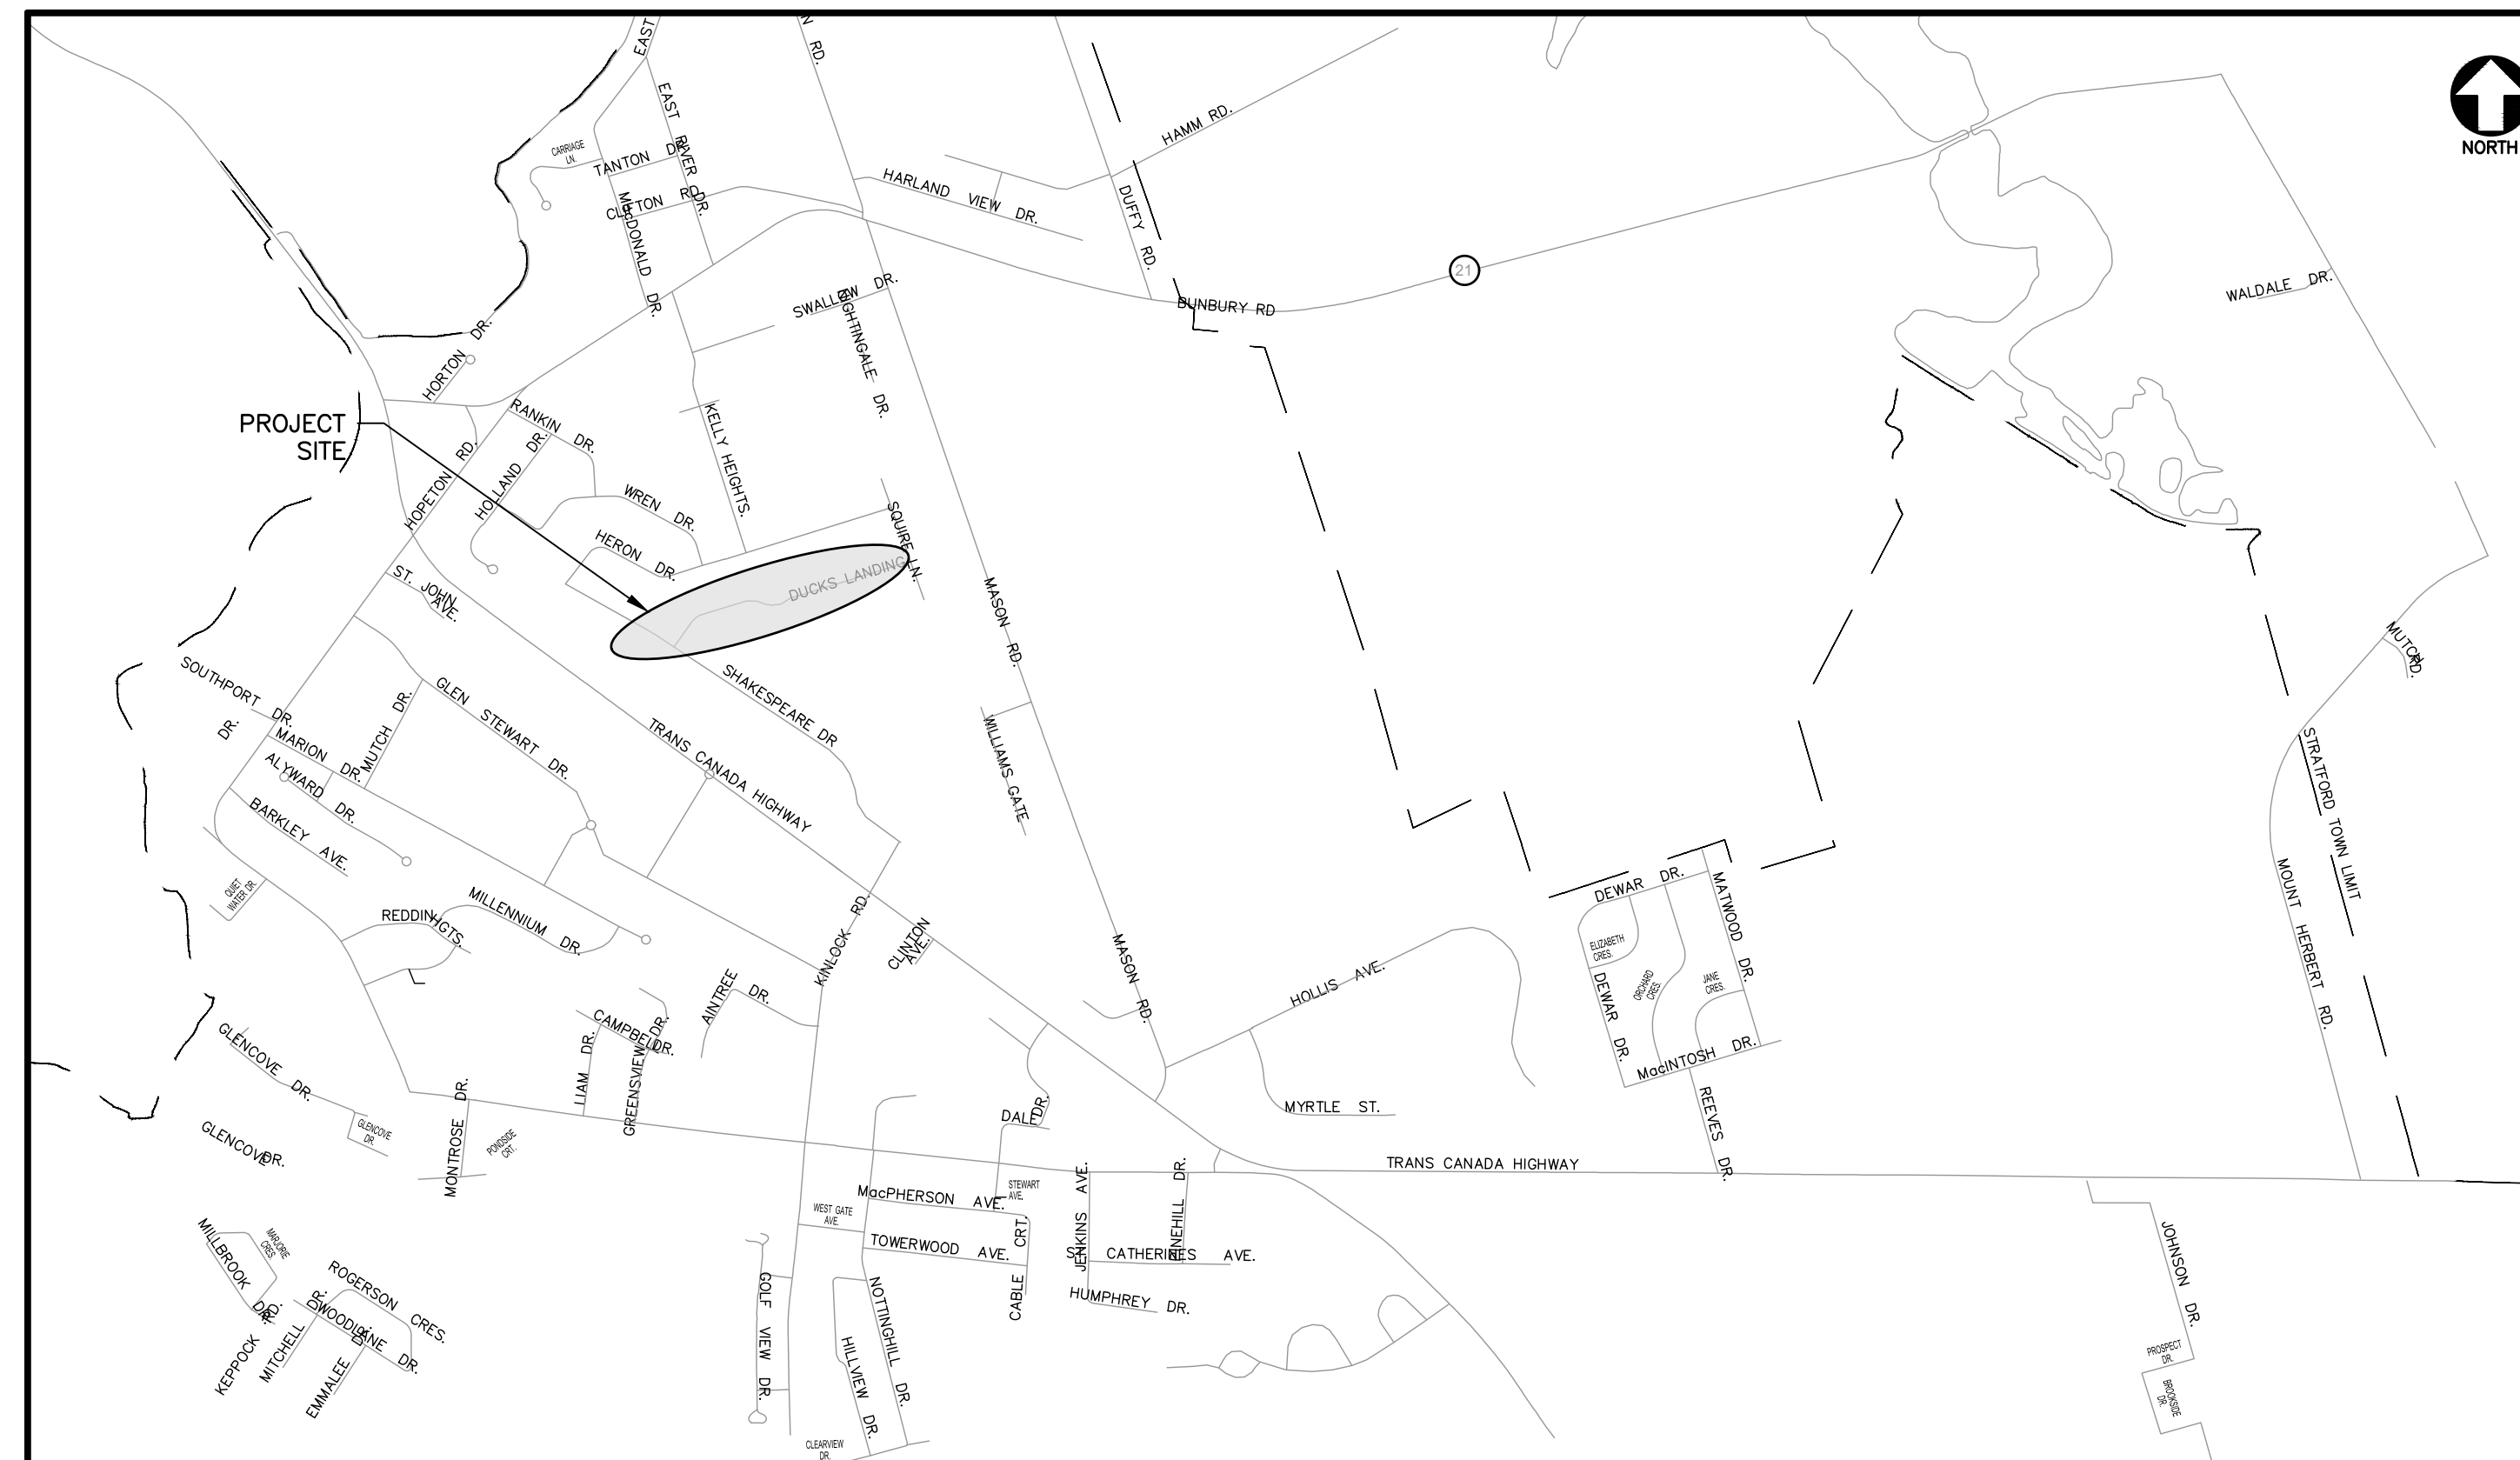 EAST
N RD.
NORTH
EAST RIVER DR.
CARRIAGE
LN.
TANTON DR.
CLIFTON RD.
MacDONALD DR.
HAMM RD.
HARLAND VIEW DR.
DUFFY RD.
21
BUNBURY RD
WALDALE DR.
SWALLOW DR.
NIGHTINGALE DR.
HORTON DR.
PROJECT
SITE
RANKIN DR.
HOPETON RD.
HOLLAND DR.
KELLY HEIGHTS.
WREN DR.
HERON DR.
SQUIRE LN.
DUCKS LANDING
ST. JOHN
AVE.
MASON RD.
MUTCH
RD.
SOUTHPORT DR.
DR.
GLEN STEWART DR.
SHAKESPEARE DR
MARION DR.
MUTCH DR.
TRANS CANADA HIGHWAY
WILLIAMS GATE
ALYWARD DR.
BARKLEY AVE.
STRATFORD TOWN LIMIT
MOUNT HERBERT RD.
QUIET
WATER DR.
REDDIN
HGTS.
MILLENNIUM DR.
KINLOCK RD.
CLINTON
AVE.
MASON RD.
HOLLIS AVE.
DEWAR DR.
MATWOOD DR.
ELIZABETH
CRES.
ORCHARD
CRES.
JANE
CRES.
DEWAR DR.
MacINTOSH DR.
REEVES DR.
AINTREE DR.
CAMPBELL DR.
LIAM DR.
GREENSVIEW DR.
GLENCOVE DR.
GLENCOVE
DR.
GLENCOVE DR.
MONTROSE DR.
PONDSIDE
CRT.
DALE DR.
MYRTLE ST.
TRANS CANADA HIGHWAY
MacPHERSON AVE.
STEWART
AVE.
WEST GATE
AVE.
TOWERWOOD AVE.
CABLE CRT.
JENKINS AVE.
PINEHILL DR.
ST. CATHERINES AVE.
HUMPHREY DR.
MILLBROOK DR.
MARJORIE
CRES.
ROGERSON CRES.
WOODLANE DR.
KEPPOCK RD.
MITCHELL DR.
EMMALEE DR.
GOLF VIEW DR.
NOTTINGHILL DR.
HILLVIEW DR.
CLEARVIEW
DR.
JOHNSON DR.
PROSPECT
DR.
BROOKSIDE
DR.